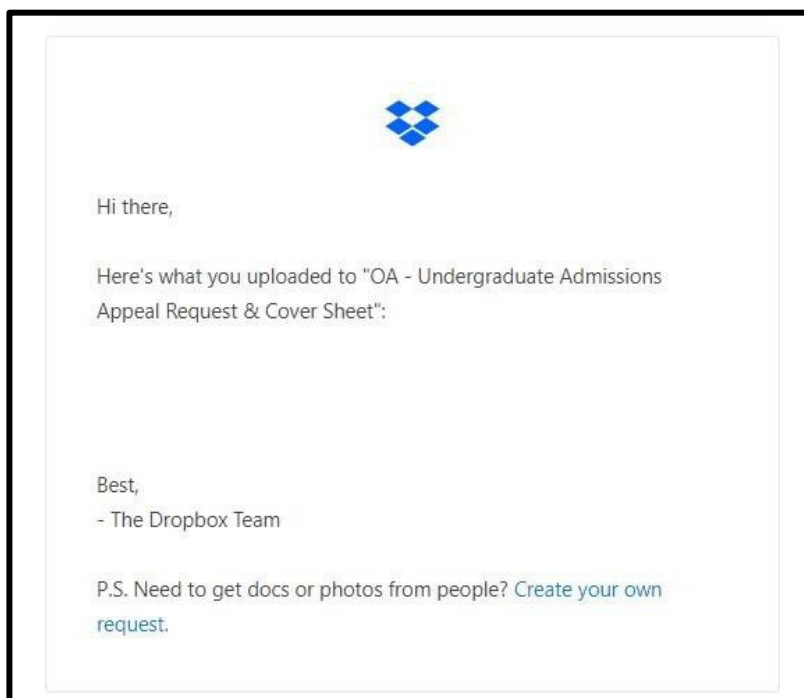 Hi there,
Here's what you uploaded to "OA - Undergraduate Admissions
Appeal Request & Cover Sheet":
Best,
- The Dropbox Team
P.S. Need to get docs or photos from people? Create your own
request.